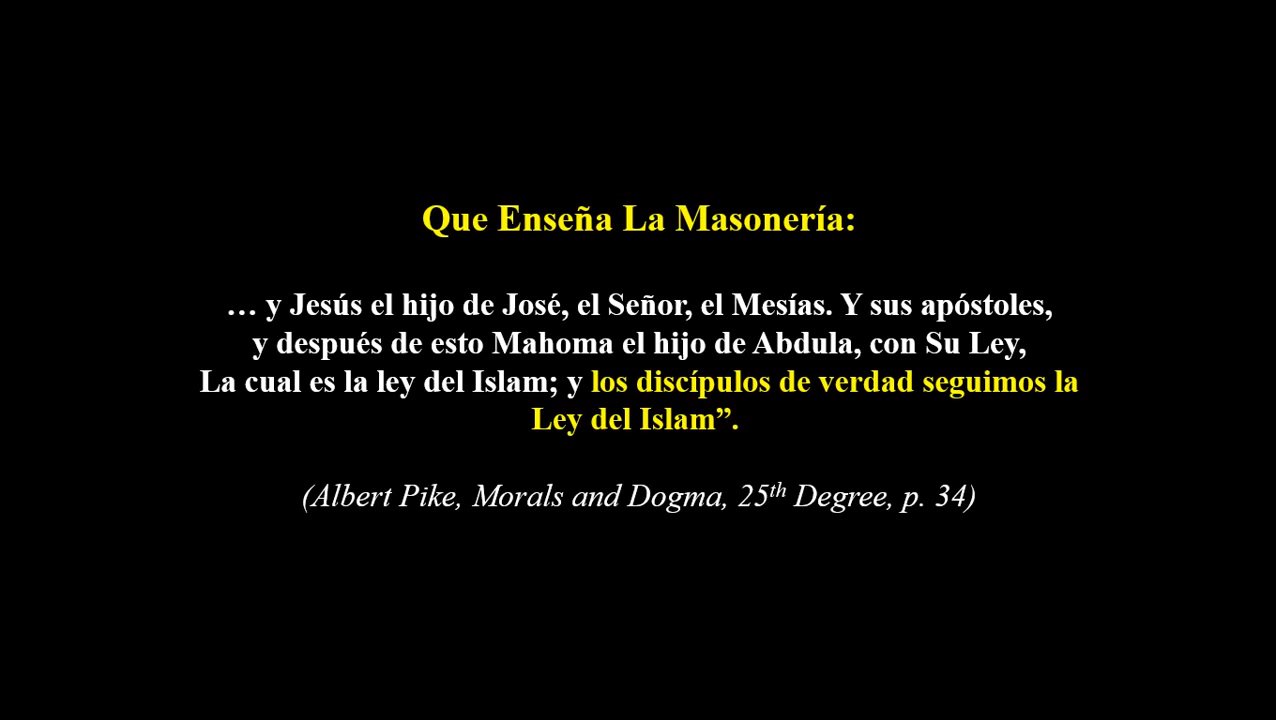 Que Enseña La Masonería:
… y Jesús el hijo de José, el Señor, el Mesías. Y sus apóstoles,
y después de esto Mahoma el hijo de Abdula, con Su Ley,
La cual es la ley del Islam; y los discípulos de verdad seguimos la
Ley del Islam”.
(Albert Pike, Morals and Dogma, 25th Degree, p. 34)